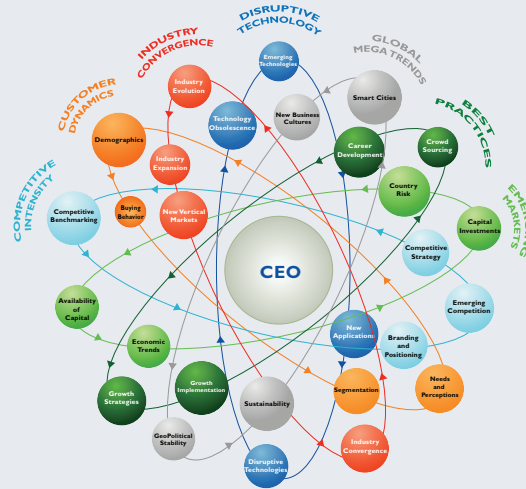 DISRUPTIVE
TECHNOLOGY
INDUSTRY
CONVERGENCE
GLOBAL
MEGA TRENDS
CUSTOMER
DYNAMICS
BEST
PRACTICES
COMPETITIVE
INTENSITY
MARKETS
Emerging
Technologies
Industry
Evolution
Smart Cities
New Business
Cultures
Technology
Obsolescence
Demographics
Career
Development
Crowd
Sourcing
Industry
Expansion
Country
Risk
Buying
Behavior
New Vertical
Markets
Competitive
Benchmarking
Capital
Investments
Competitive
Strategy
CEO
Availability
of
Capital
Emerging
Competition
New
Applications
Branding
and
Positioning
Economic
Trends
Growth
Implementation
Segmentation
Needs
and
Perceptions
Growth
Strategies
Sustainability
GeoPolitical
Stability
Industry
Convergence
Disruptive
Technologies